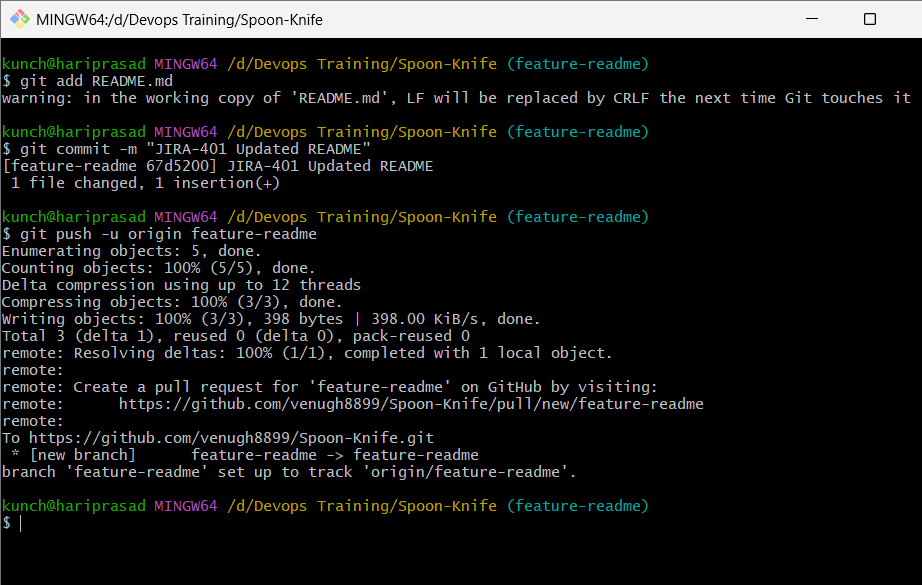 MINGW64:/d/Devops Training/Spoon-Knife
kunch@hariprasad MINGW64 /d/Devops Training/Spoon-Knife (feature-readme)
$ git add README.md
warning: in the working copy of 'README.md', LF will be replaced by CRLF the next time Git touches it
kunch@hariprasad MINGW64 /d/Devops Training/Spoon-Knife (feature-readme)
$ git commit -m "JIRA-401 Updated README"
[feature-readme 67d5200] JIRA-401 Updated README
 1 file changed, 1 insertion(+)
kunch@hariprasad MINGW64 /d/Devops Training/Spoon-Knife (feature-readme)
$ git push -u origin feature-readme
Enumerating objects: 5, done.
Counting objects: 100% (5/5), done.
Delta compression using up to 12 threads
Compressing objects: 100% (3/3), done.
Writing objects: 100% (3/3), 398 bytes | 398.00 KiB/s, done.
Total 3 (delta 1), reused 0 (delta 0), pack-reused 0
remote: Resolving deltas: 100% (1/1), completed with 1 local object.
remote:
remote: Create a pull request for 'feature-readme' on GitHub by visiting:
remote:      https://github.com/venugh8899/Spoon-Knife/pull/new/feature-readme
remote:
To https://github.com/venugh8899/Spoon-Knife.git
 * [new branch]      feature-readme -> feature-readme
branch 'feature-readme' set up to track 'origin/feature-readme'.
kunch@hariprasad MINGW64 /d/Devops Training/Spoon-Knife (feature-readme)
$